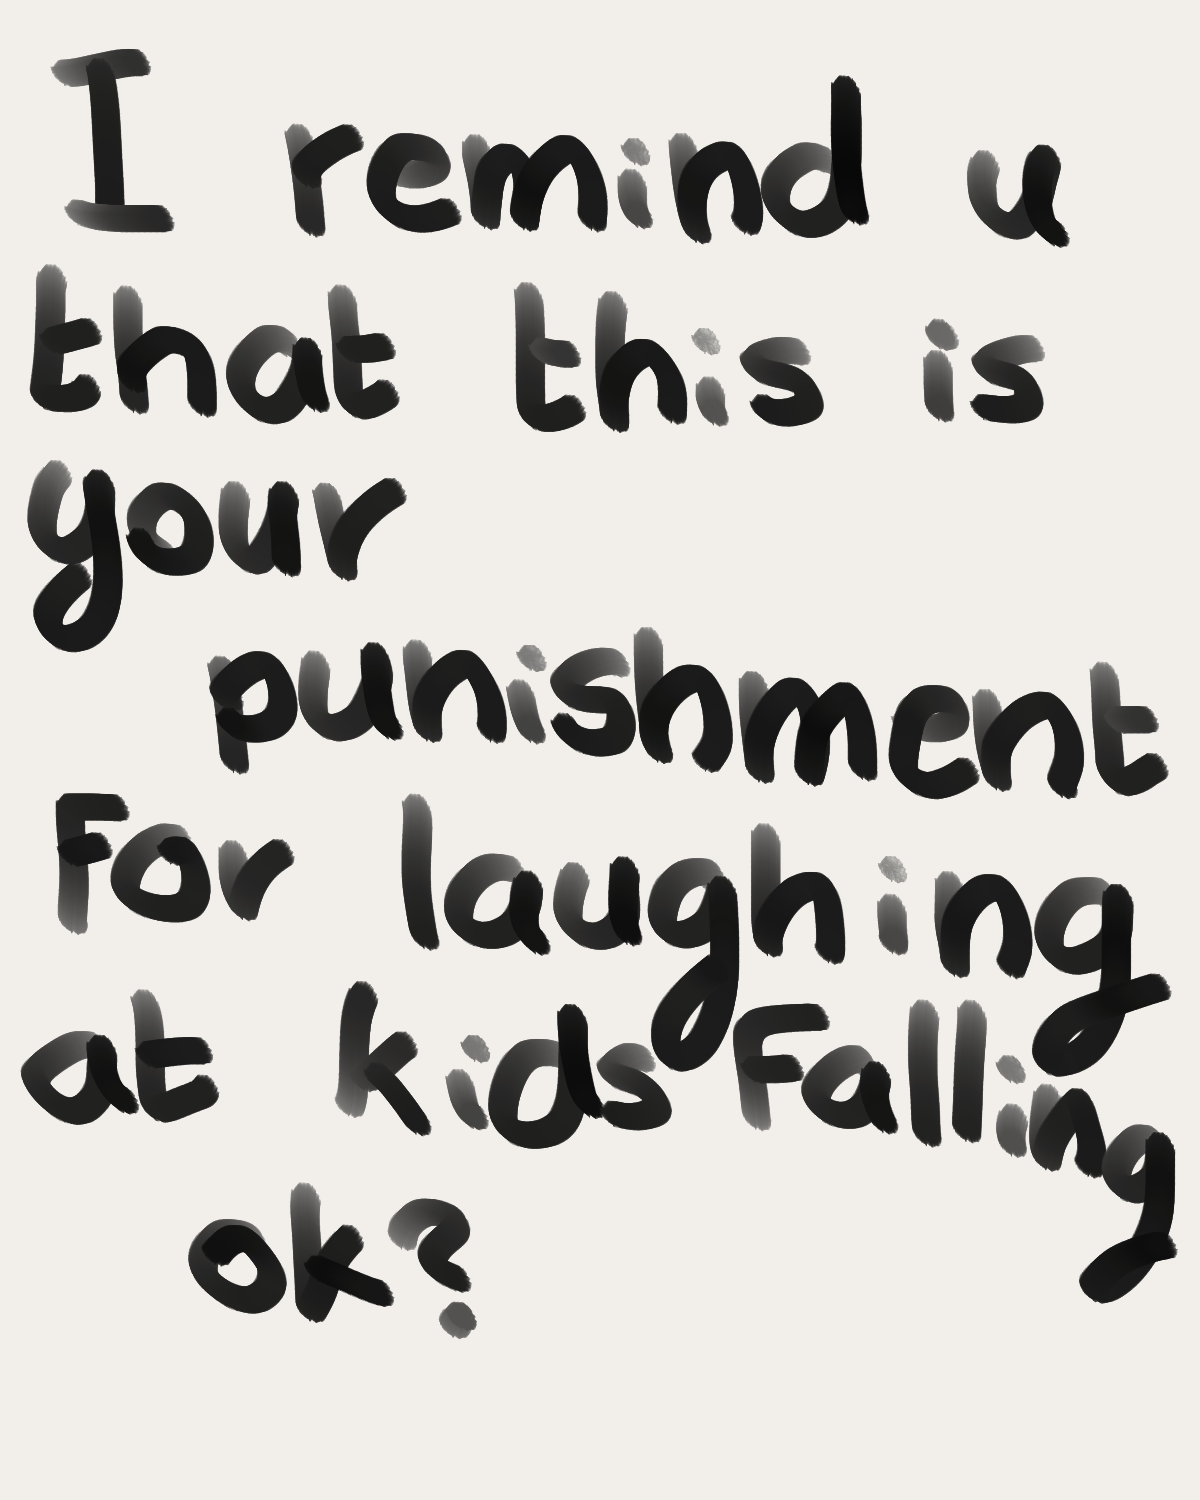 I remind u
that this is
your
punishment
For laughing
at kids Falling
ok?